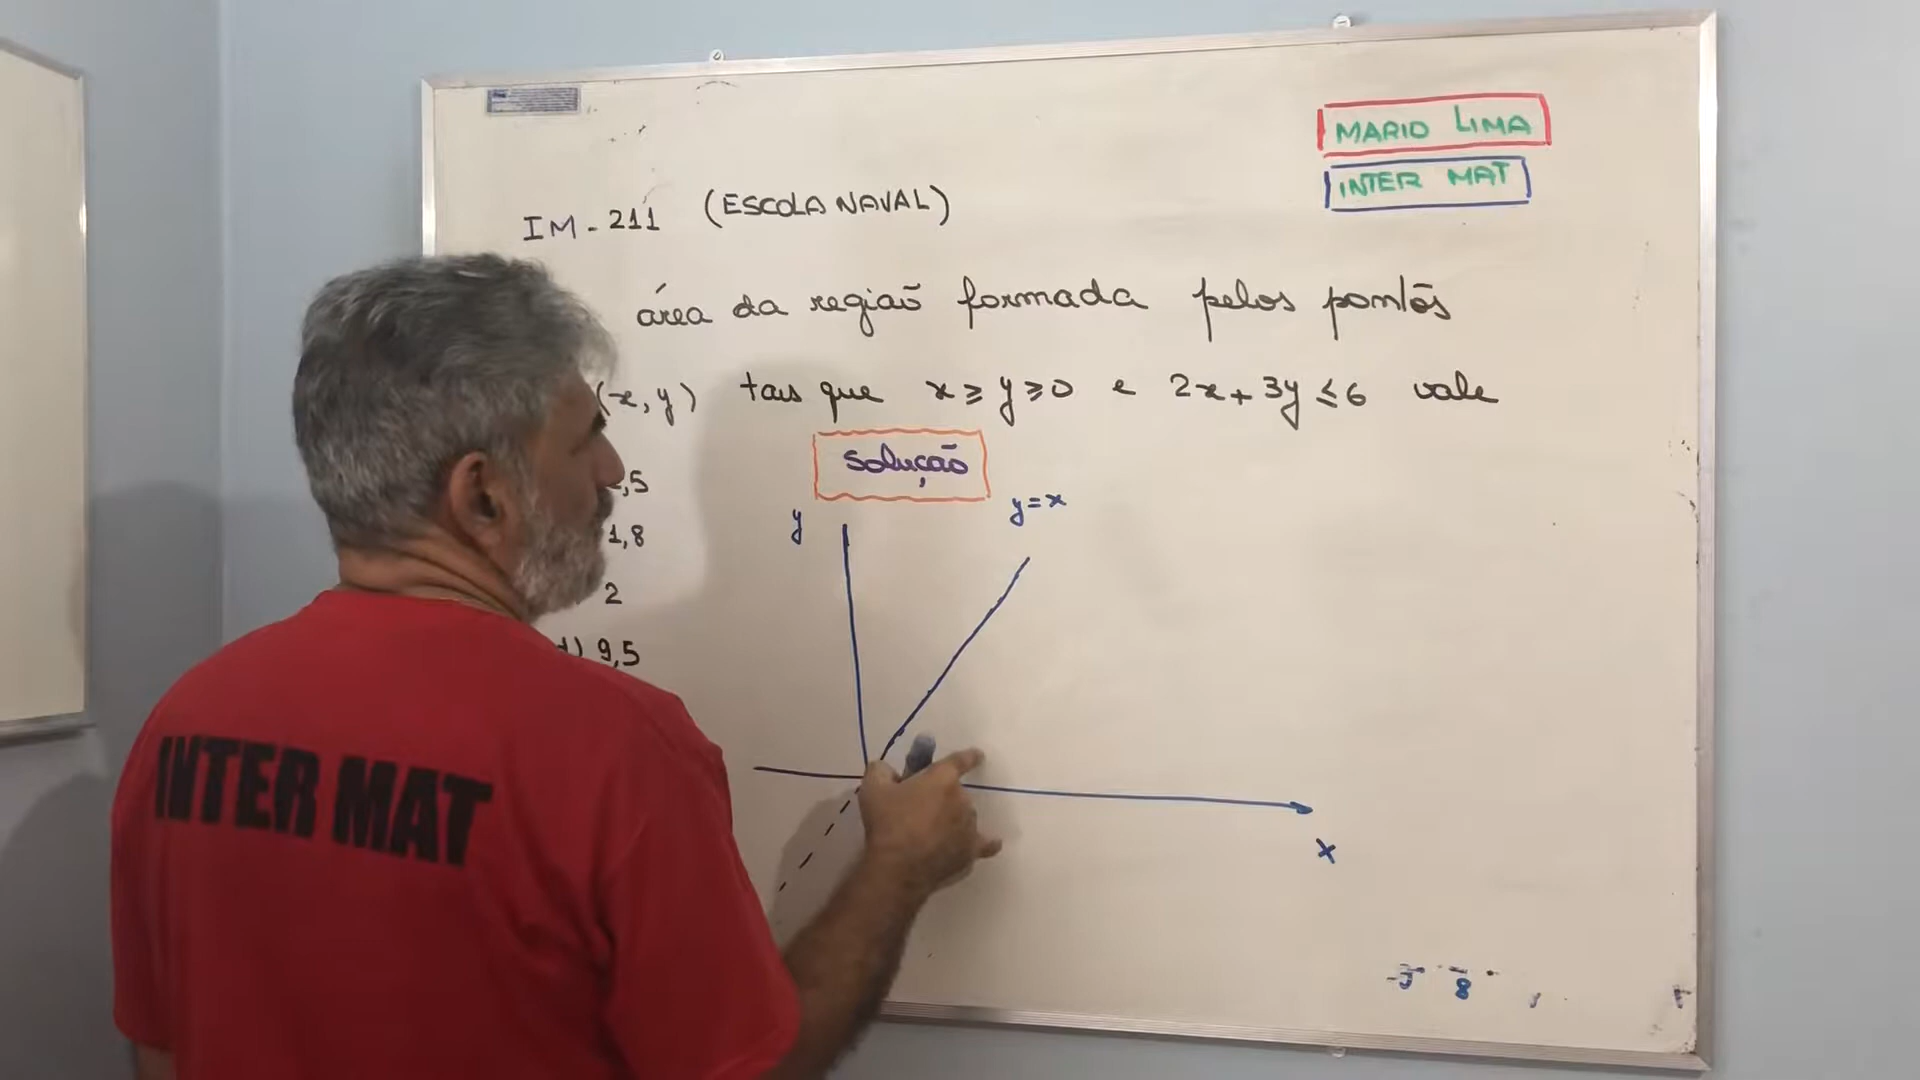 MARIO LIMA
INTER MAT
IM - 211 (ESCOLA NAVAL)
área da região formada pelos pontos
(x, y) tais que x ≥ y ≥ 0 e 2x + 3y ≤ 6 vale
Solução
,5
1,8
2
d) 9,5
y
y = x
x
8
INTER MAT